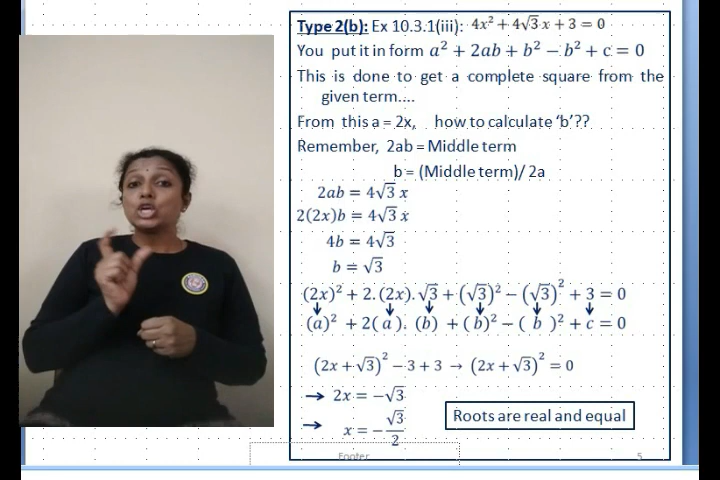 Type 2(b): Ex 10.3.1(iii): 4x² + 4√3 x + 3 = 0
You put it in form a² + 2ab + b² − b² + c = 0
This is done to get a complete square from the
given term....
From this a = 2x, how to calculate 'b'??
Remember, 2ab = Middle term
b = (Middle term)/ 2a
2ab = 4√3 x
2(2x)b = 4√3 x
4b = 4√3
b = √3
(2x)² + 2.(2x).√3 + (√3)² − (√3)² + 3 = 0
(a)² + 2( a ). (b) + ( b)² − ( b )² + c = 0
(2x + √3)² − 3 + 3 → (2x + √3)² = 0
→ 2x = −√3
→ x = −√3/2
Roots are real and equal
Footer 5